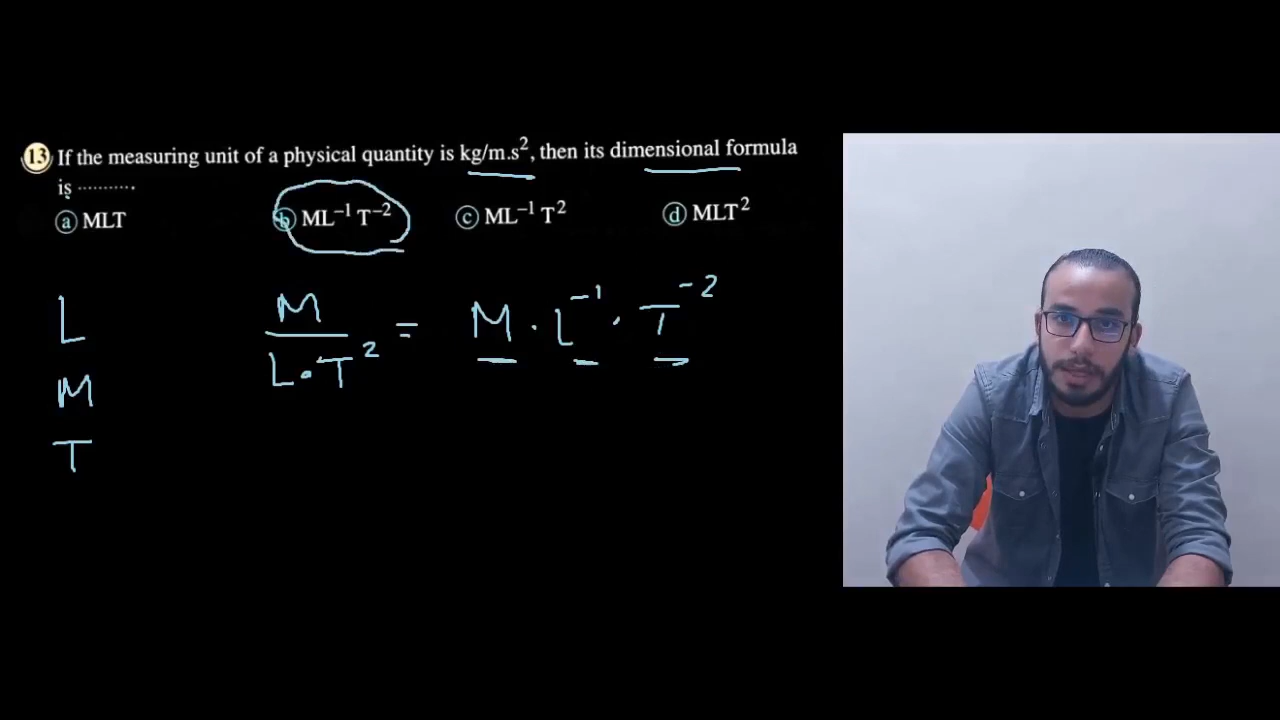 13 If the measuring unit of a physical quantity is kg/m.s², then its dimensional formula
is ..........
ⓐ MLT ⓑ ML⁻¹ T⁻² ⓒ ML⁻¹ T² ⓓ MLT²
L
M
T
M / L · T² = M · L⁻¹ · T⁻²